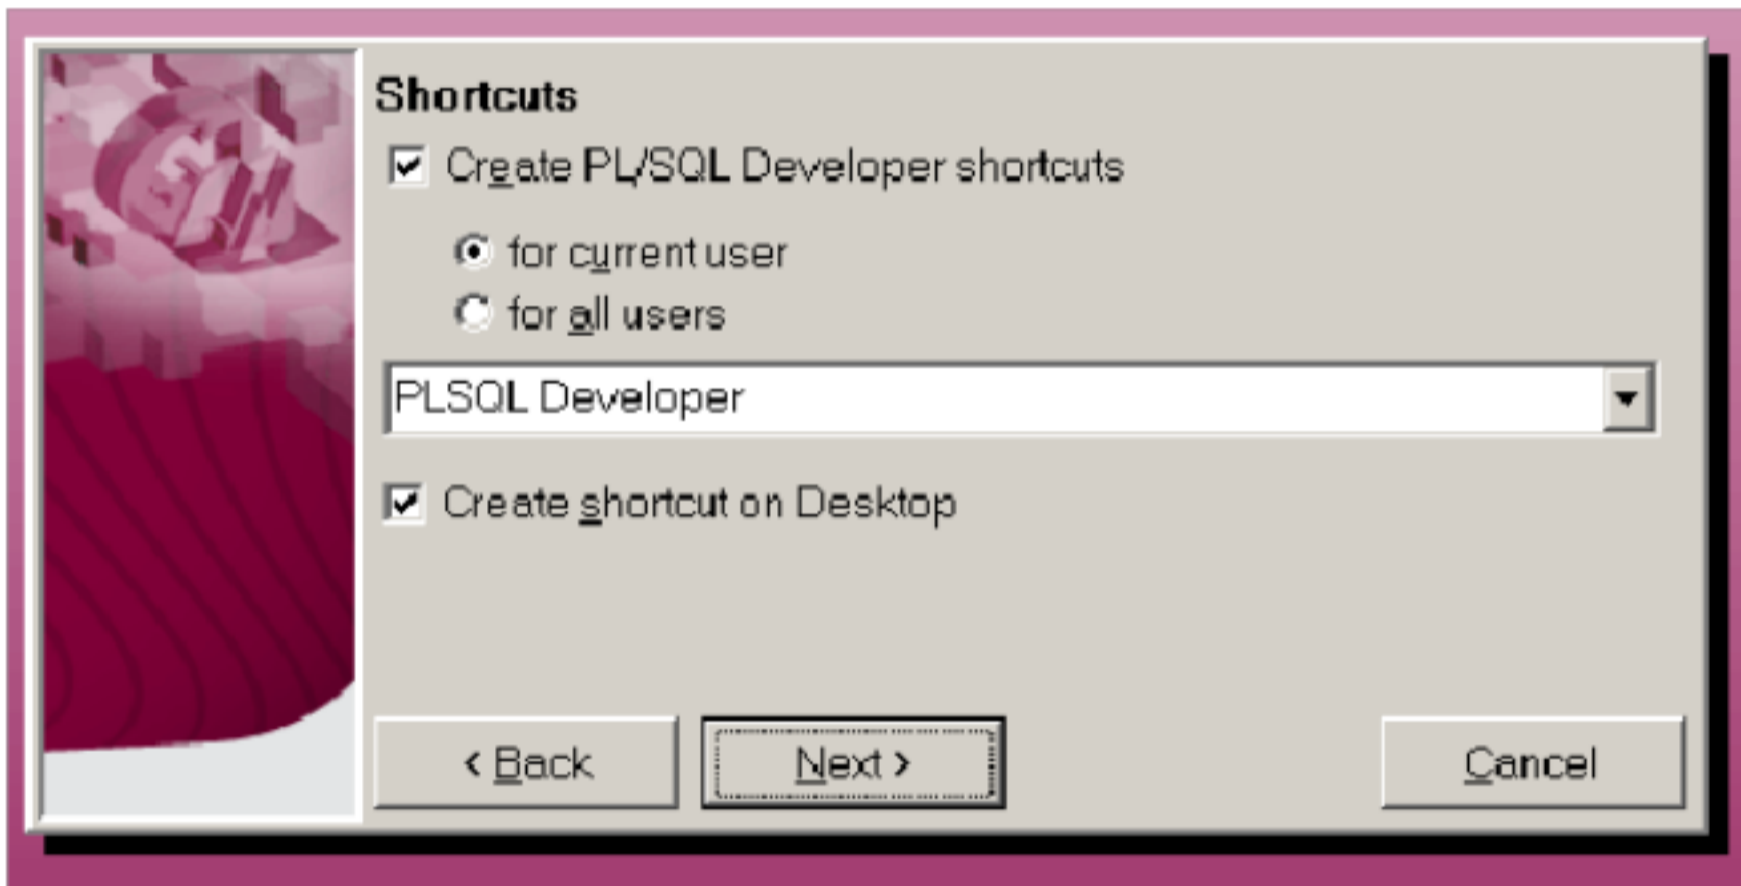 Shortcuts
Create PL/SQL Developer shortcuts
for current user
for all users
PLSQL Developer
Create shortcut on Desktop
< Back Next > Cancel